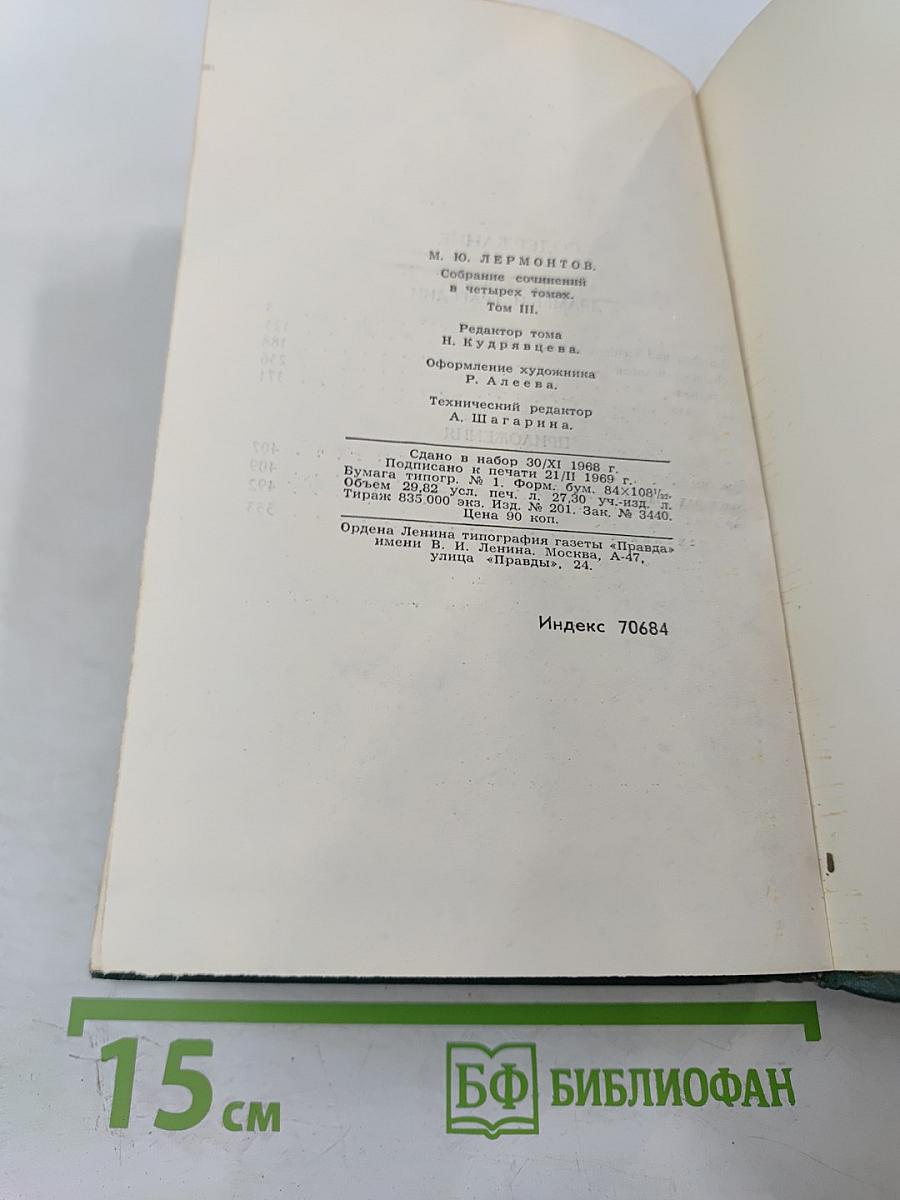 М. Ю. ЛЕРМОНТОВ.
Собрание сочинений
в четырех томах.
Том III.
Редактор тома
Н. Кудрявцева.
Оформление художника
Р. Алеева.
Технический редактор
А. Шагарина.
Сдано в набор 30/XI 1968 г.
Подписано к печати 21/II 1969 г.
Бумага типогр. № 1. Форм. бум. 84×108¹/₃₂.
Объем 29,82 усл. печ. л. 27,30 уч.-изд. л.
Тираж 835 000 экз. Изд. № 201. Зак. № 3440.
Цена 90 коп.
Ордена Ленина типография газеты «Правда»
имени В. И. Ленина. Москва, А-47,
улица «Правды», 24.
Индекс 70684
15 см
БФ БИБЛИОФАН